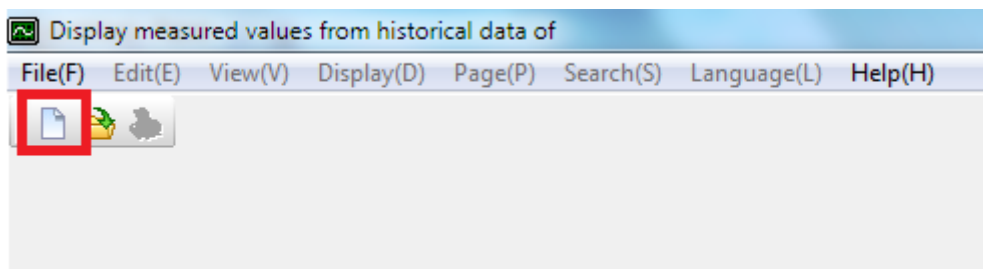 Display measured values from historical data of
File(F) Edit(E) View(V) Display(D) Page(P) Search(S) Language(L) Help(H)